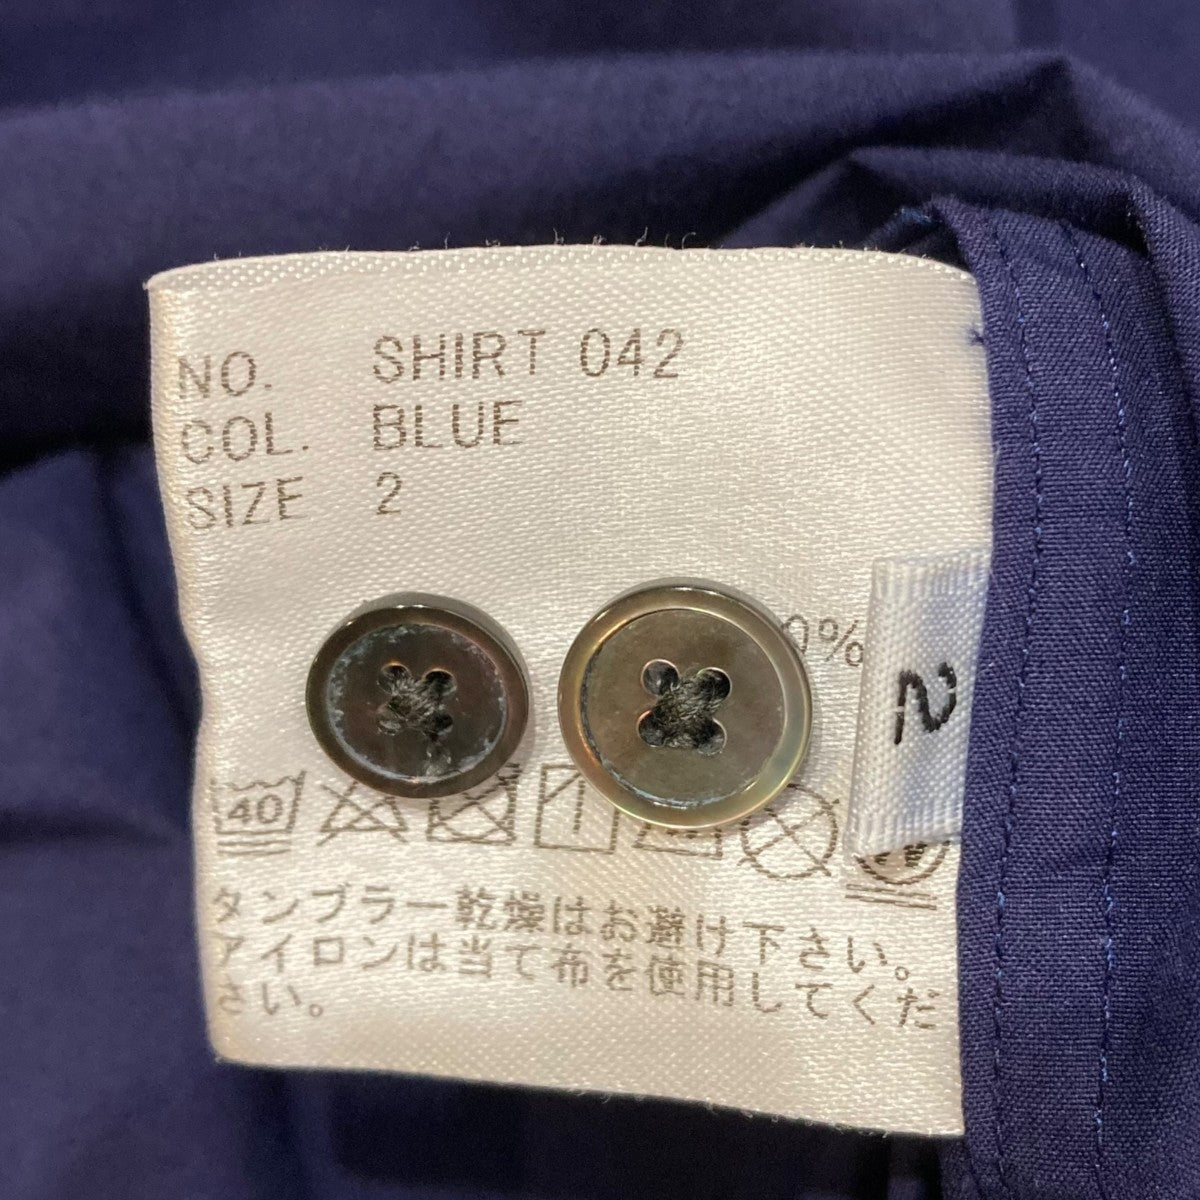 NO. SHIRT 042
COL. BLUE
SIZE 2
0%
2
40
タンブラー乾燥はお避け下さい。
アイロンは当て布を使用してくだ
さい。